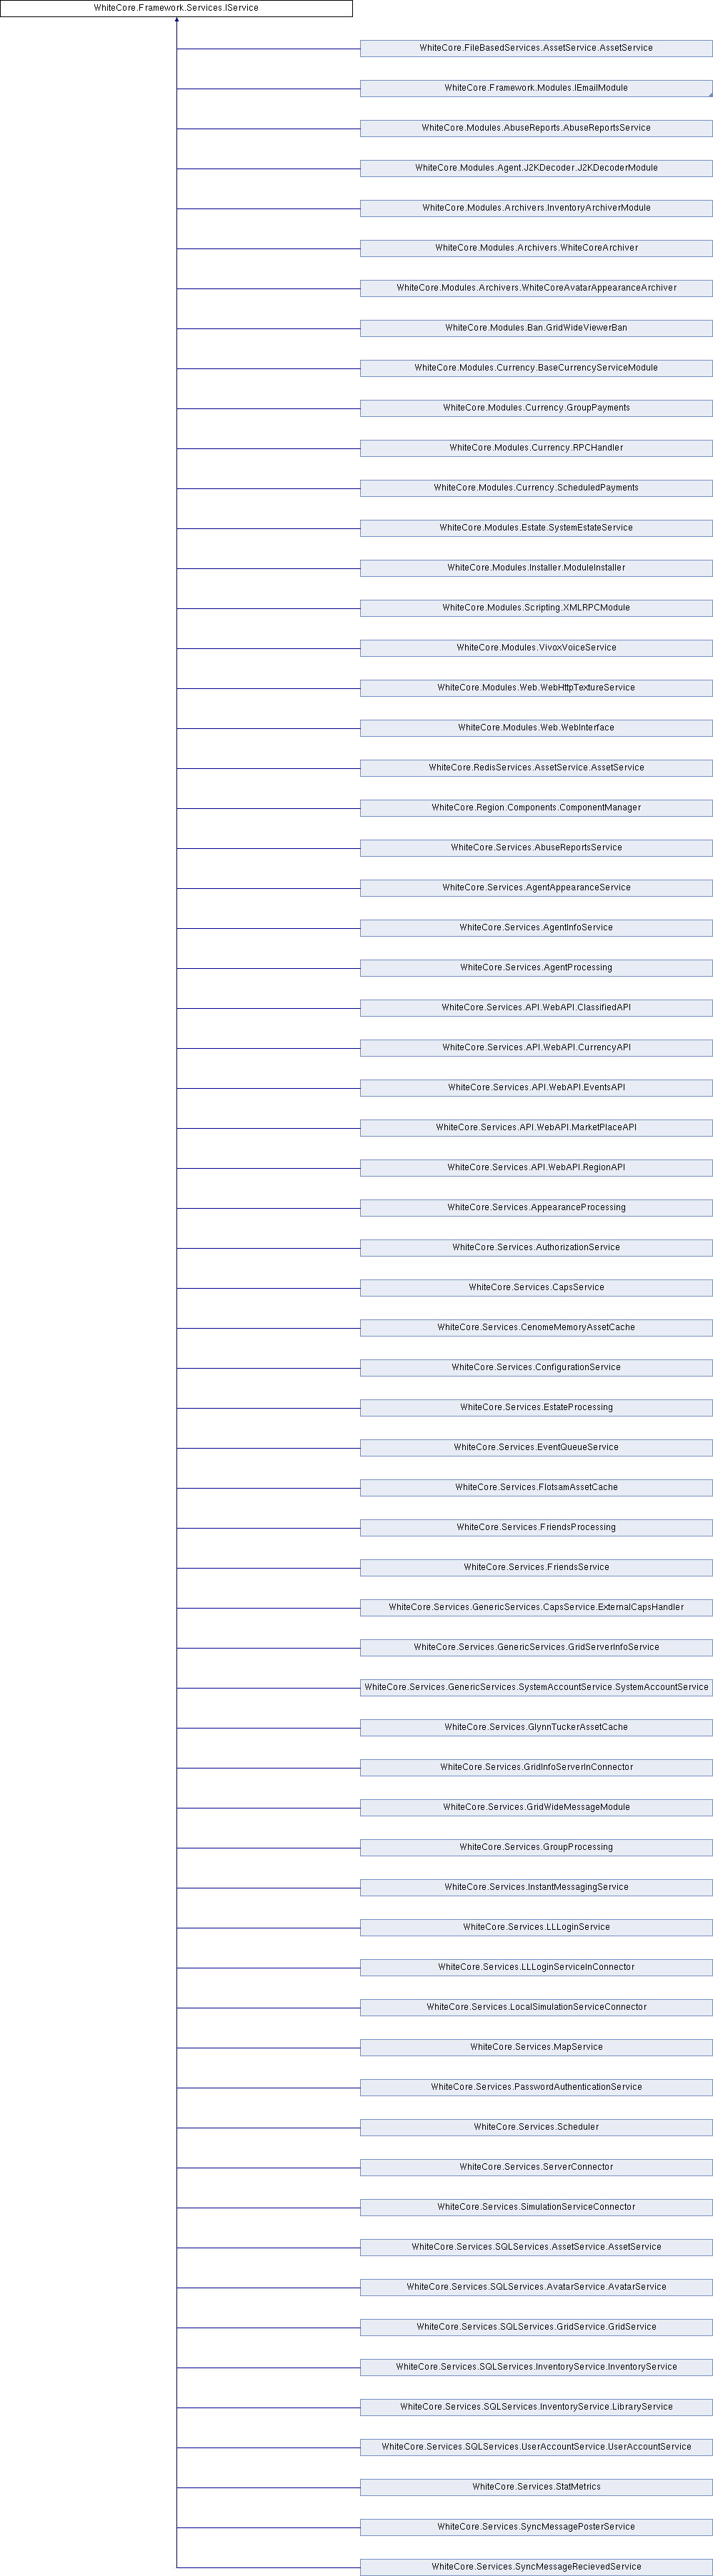 WhiteCore.Framework.Services.IService
WhiteCore.FileBasedServices.AssetService.AssetService
WhiteCore.Framework.Modules.IEmailModule
WhiteCore.Modules.AbuseReports.AbuseReportsService
WhiteCore.Modules.Agent.J2KDecoder.J2KDecoderModule
WhiteCore.Modules.Archivers.InventoryArchiverModule
WhiteCore.Modules.Archivers.WhiteCoreArchiver
WhiteCore.Modules.Archivers.WhiteCoreAvatarAppearanceArchiver
WhiteCore.Modules.Ban.GridWideViewerBan
WhiteCore.Modules.Currency.BaseCurrencyServiceModule
WhiteCore.Modules.Currency.GroupPayments
WhiteCore.Modules.Currency.RPCHandler
WhiteCore.Modules.Currency.ScheduledPayments
WhiteCore.Modules.Estate.SystemEstateService
WhiteCore.Modules.Installer.ModuleInstaller
WhiteCore.Modules.Scripting.XMLRPCModule
WhiteCore.Modules.VivoxVoiceService
WhiteCore.Modules.Web.WebHttpTextureService
WhiteCore.Modules.Web.WebInterface
WhiteCore.RedisServices.AssetService.AssetService
WhiteCore.Region.Components.ComponentManager
WhiteCore.Services.AbuseReportsService
WhiteCore.Services.AgentAppearanceService
WhiteCore.Services.AgentInfoService
WhiteCore.Services.AgentProcessing
WhiteCore.Services.API.WebAPI.ClassifiedAPI
WhiteCore.Services.API.WebAPI.CurrencyAPI
WhiteCore.Services.API.WebAPI.EventsAPI
WhiteCore.Services.API.WebAPI.MarketPlaceAPI
WhiteCore.Services.API.WebAPI.RegionAPI
WhiteCore.Services.AppearanceProcessing
WhiteCore.Services.AuthorizationService
WhiteCore.Services.CapsService
WhiteCore.Services.CenomeMemoryAssetCache
WhiteCore.Services.ConfigurationService
WhiteCore.Services.EstateProcessing
WhiteCore.Services.EventQueueService
WhiteCore.Services.FlotsamAssetCache
WhiteCore.Services.FriendsProcessing
WhiteCore.Services.FriendsService
WhiteCore.Services.GenericServices.CapsService.ExternalCapsHandler
WhiteCore.Services.GenericServices.GridServerInfoService
WhiteCore.Services.GenericServices.SystemAccountService.SystemAccountService
WhiteCore.Services.GlynnTuckerAssetCache
WhiteCore.Services.GridInfoServerInConnector
WhiteCore.Services.GridWideMessageModule
WhiteCore.Services.GroupProcessing
WhiteCore.Services.InstantMessagingService
WhiteCore.Services.LLLoginService
WhiteCore.Services.LLLoginServiceInConnector
WhiteCore.Services.LocalSimulationServiceConnector
WhiteCore.Services.MapService
WhiteCore.Services.PasswordAuthenticationService
WhiteCore.Services.Scheduler
WhiteCore.Services.ServerConnector
WhiteCore.Services.SimulationServiceConnector
WhiteCore.Services.SQLServices.AssetService.AssetService
WhiteCore.Services.SQLServices.AvatarService.AvatarService
WhiteCore.Services.SQLServices.GridService.GridService
WhiteCore.Services.SQLServices.InventoryService.InventoryService
WhiteCore.Services.SQLServices.InventoryService.LibraryService
WhiteCore.Services.SQLServices.UserAccountService.UserAccountService
WhiteCore.Services.StatMetrics
WhiteCore.Services.SyncMessagePosterService
WhiteCore.Services.SyncMessageRecievedService